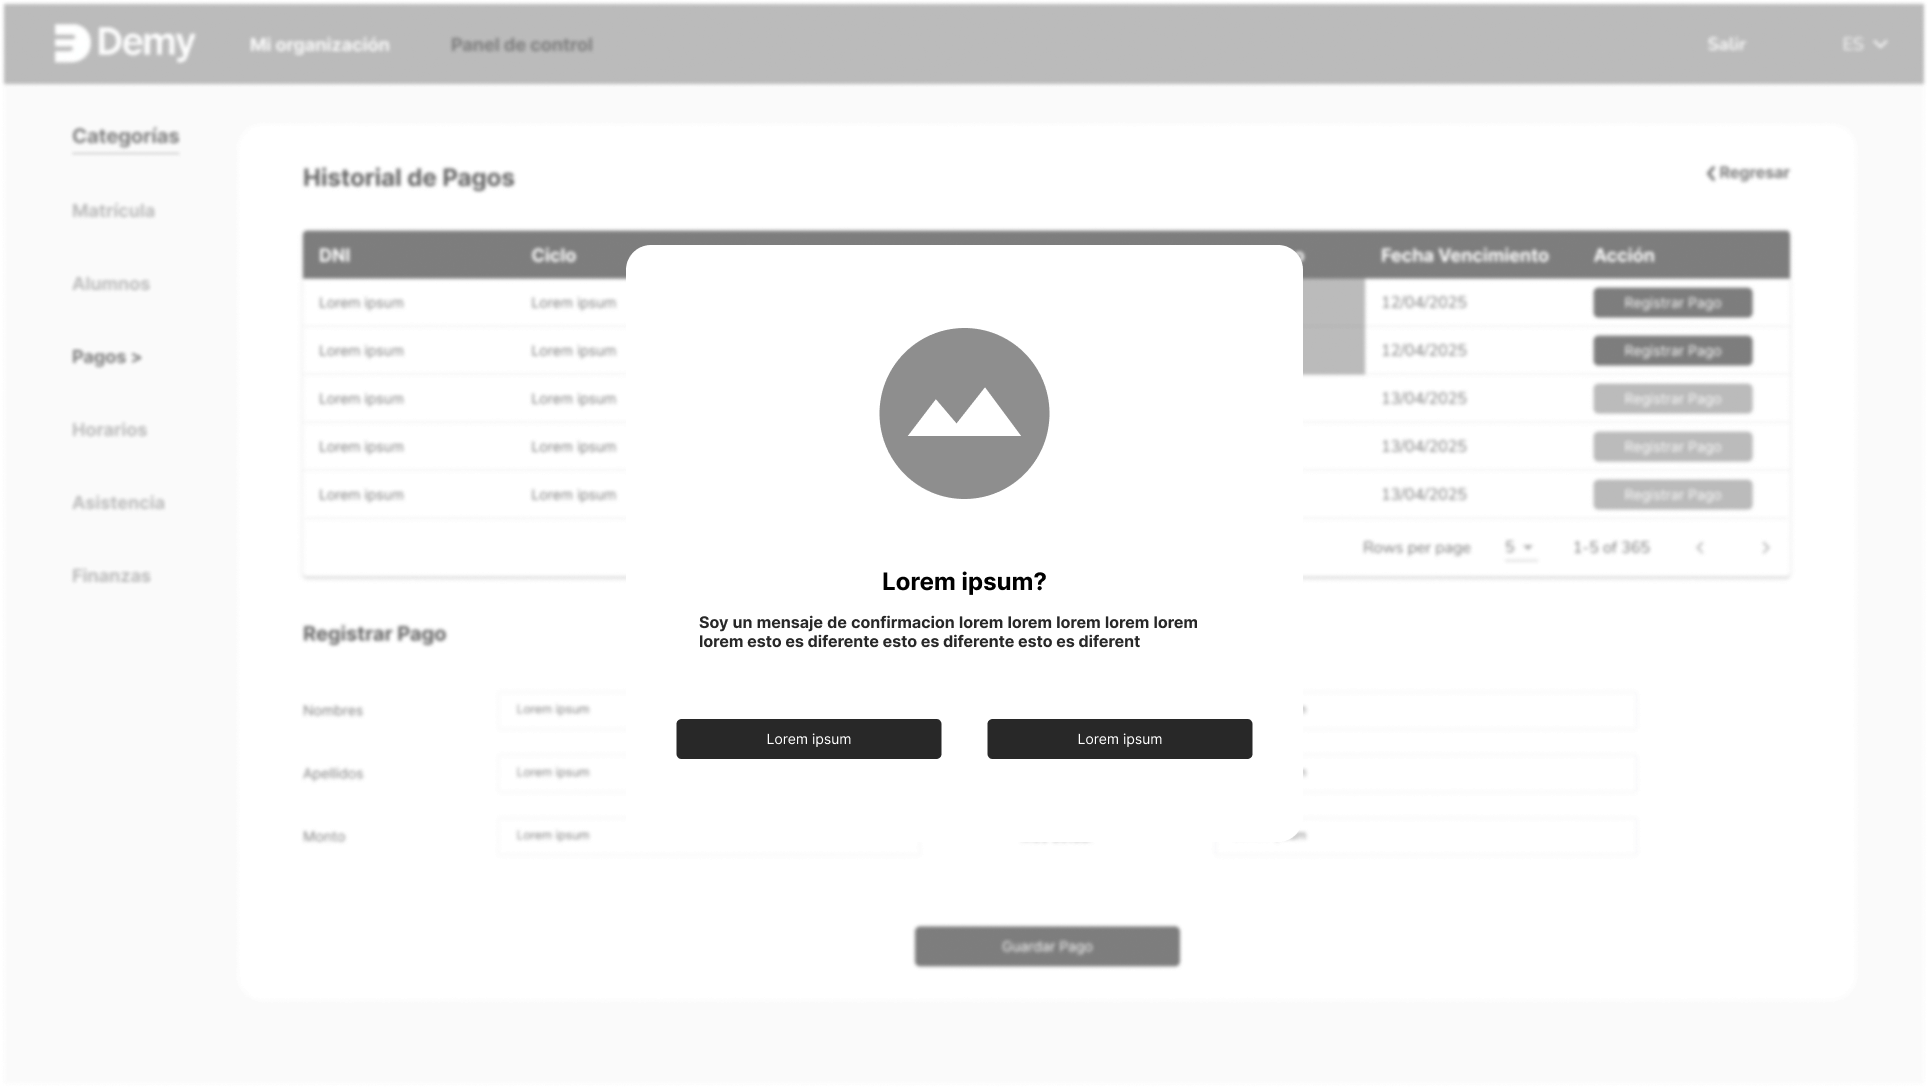 Demy
Mi organización
Panel de control
Salir
ES
Categorías
Matrícula
Alumnos
Pagos >
Horarios
Asistencia
Finanzas
Historial de Pagos
Regresar
DNI Ciclo Fecha Vencimiento Acción
Lorem ipsum Lorem ipsum 12/04/2025 Registrar Pago
Lorem ipsum Lorem ipsum 12/04/2025 Registrar Pago
Lorem ipsum Lorem ipsum 13/04/2025 Registrar Pago
Lorem ipsum Lorem ipsum 13/04/2025 Registrar Pago
Lorem ipsum Lorem ipsum 13/04/2025 Registrar Pago
Rows per page 5 1-5 of 365
Lorem ipsum?
Soy un mensaje de confirmacion lorem lorem lorem lorem lorem
lorem esto es diferente esto es diferente esto es diferent
Lorem ipsum
Lorem ipsum
Registrar Pago
Nombres Lorem ipsum
Apellidos Lorem ipsum
Monto Lorem ipsum
Guardar Pago